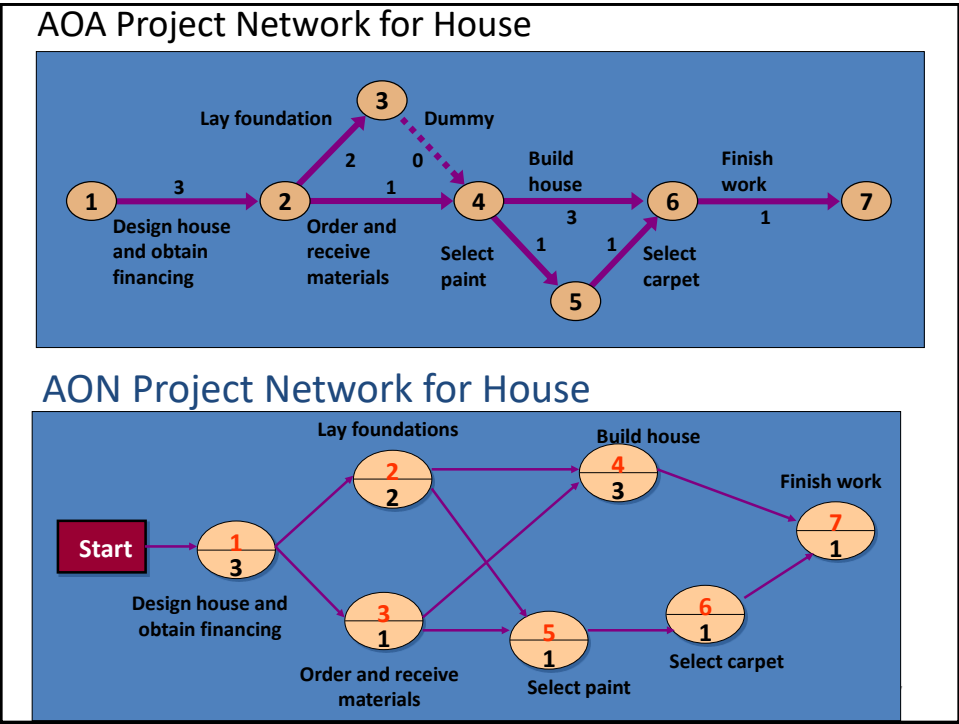 AOA Project Network for House
3
Lay foundation
Dummy
2
0
Build
house
Finish
work
3
1
1
2
4
6
7
3
1
Design house
and obtain
financing
Order and
receive
materials
Select
paint
1
1
Select
carpet
5
AON Project Network for House
Lay foundations
Build house
2
2
4
3
Finish work
Start
1
3
7
1
Design house and
obtain financing
3
1
5
1
6
1
Order and receive
materials
Select paint
Select carpet